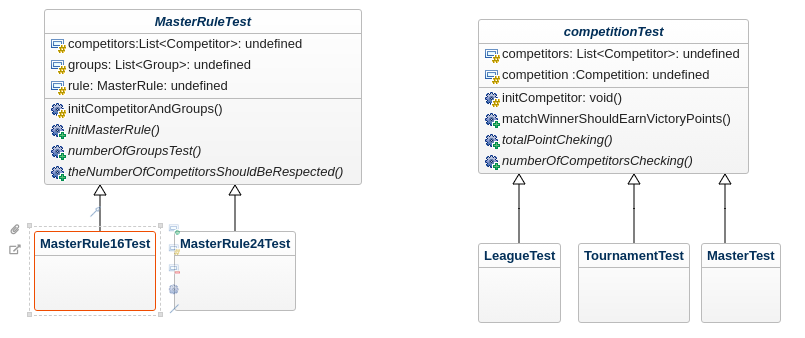 MasterRuleTest
competitors:List<Competitor>: undefined
groups: List<Group>: undefined
rule: MasterRule: undefined
initCompetitorAndGroups()
initMasterRule()
numberOfGroupsTest()
theNumberOfCompetitorsShouldBeRespected()
MasterRule16Test
MasterRule24Test
competitionTest
competitors: List<Competitor>: undefined
competition :Competition: undefined
initCompetitor: void()
matchWinnerShouldEarnVictoryPoints()
totalPointCheking()
numberOfCompetitorsChecking()
LeagueTest
TournamentTest
MasterTest